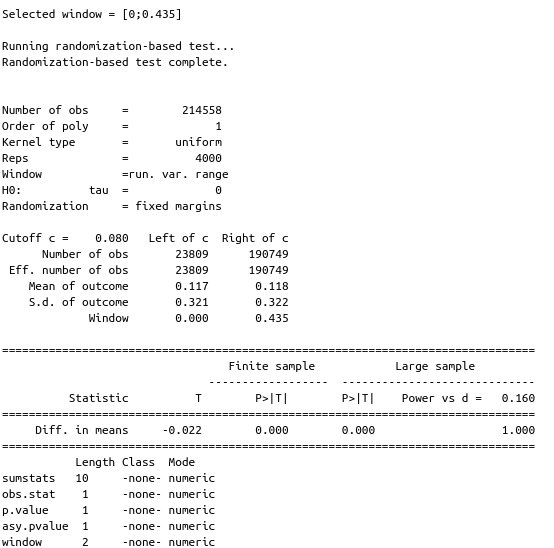 Selected window = [0;0.435]
Running randomization-based test...
Randomization-based test complete.
Number of obs     =        214558
Order of poly     =             1
Kernel type       =       uniform
Reps              =          4000
Window            =run. var. range
H0:          tau  =             0
Randomization     = fixed margins
Cutoff c =    0.080   Left of c  Right of c
Number of obs       23809      190749
Eff. number of obs       23809      190749
Mean of outcome       0.117       0.118
S.d. of outcome       0.321       0.322
Window       0.000       0.435
================================================================================
Finite sample            Large sample
------------------  -----------------------------
Statistic          T        P>|T|        P>|T|    Power vs d =   0.160
================================================================================
Diff. in means     -0.022        0.000        0.000                   1.000
================================================================================
Length Class  Mode
sumstats   10     -none- numeric
obs.stat    1     -none- numeric
p.value     1     -none- numeric
asy.pvalue  1     -none- numeric
window      2     -none- numeric